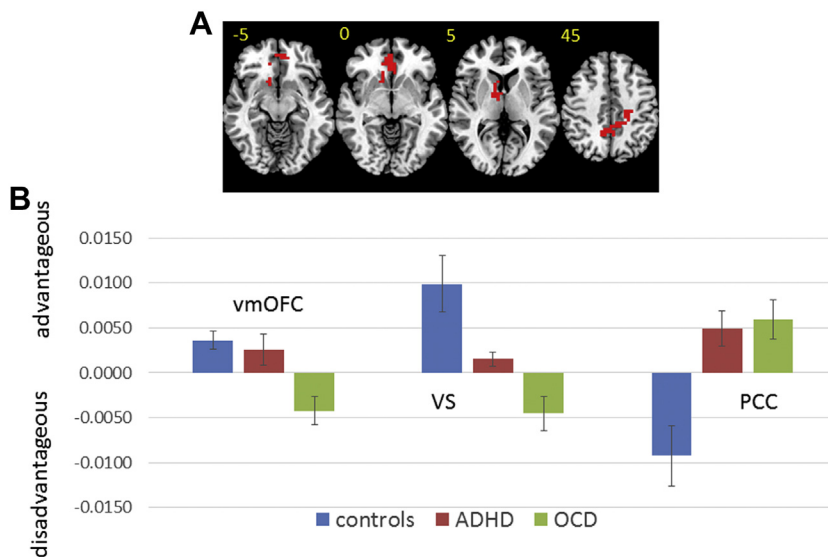 A
-5 0 5 45
B
advantageous
disadvantageous
0.0150
0.0100
0.0050
0.0000
-0.0050
-0.0100
-0.0150
vmOFC
VS
PCC
controls ADHD OCD